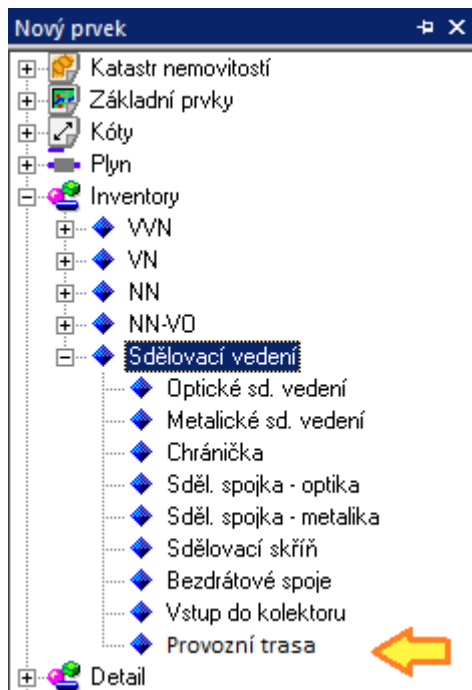 Nový prvek
Katastr nemovitostí
Základní prvky
Kóty
Plyn
Inventory
VVN
VN
NN
NN-VO
Sdělovací vedení
Optické sd. vedení
Metalické sd. vedení
Chránička
Sděl. spojka - optika
Sděl. spojka - metalika
Sdělovací skříň
Bezdrátové spoje
Vstup do kolektoru
Provozní trasa
Detail